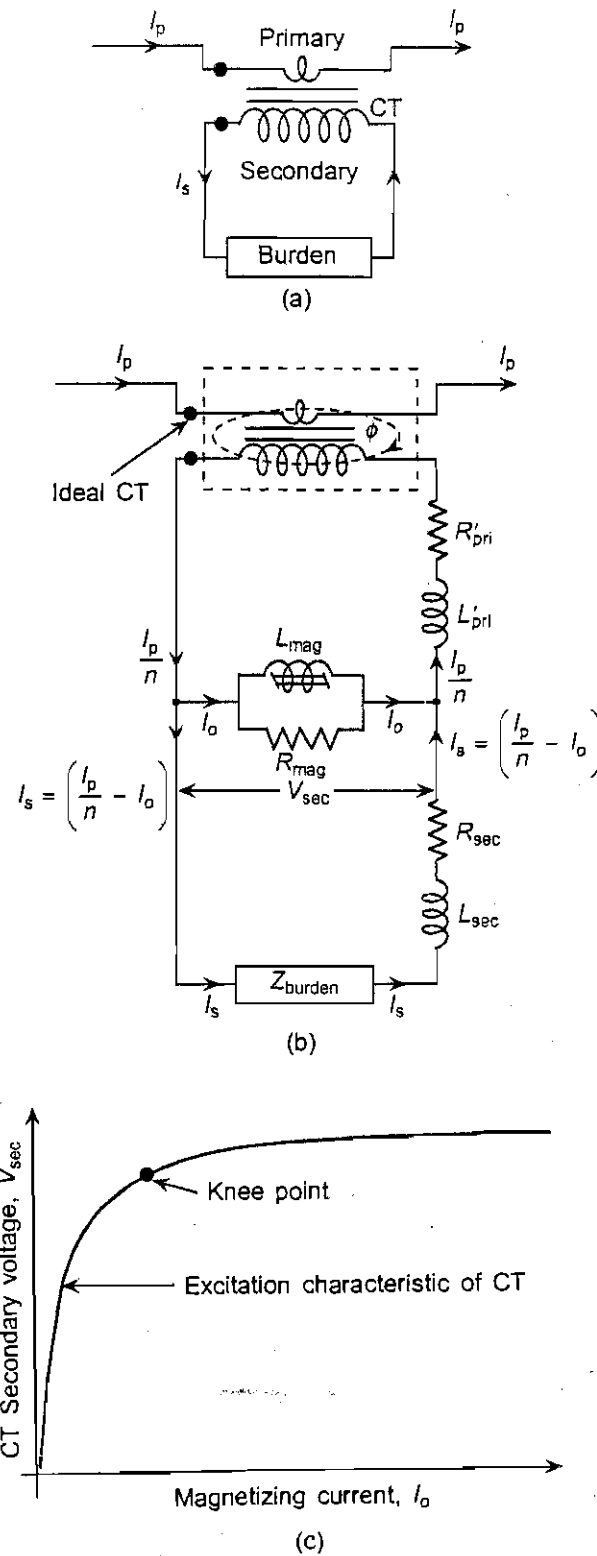 Ip Ip
Primary
CT
Secondary
Is
Burden
(a)
Ip Ip
ϕ
Ideal CT
R′pri
L′pri
Ip/n Lmag Ip/n
Io Io
Rmag
Is = (Ip/n − Io) Vsec Is = (Ip/n − Io)
Rsec
Lsec
Zburden
Is Is
(b)
CT Secondary voltage, Vsec
Knee point
Excitation characteristic of CT
Magnetizing current, Io
(c)